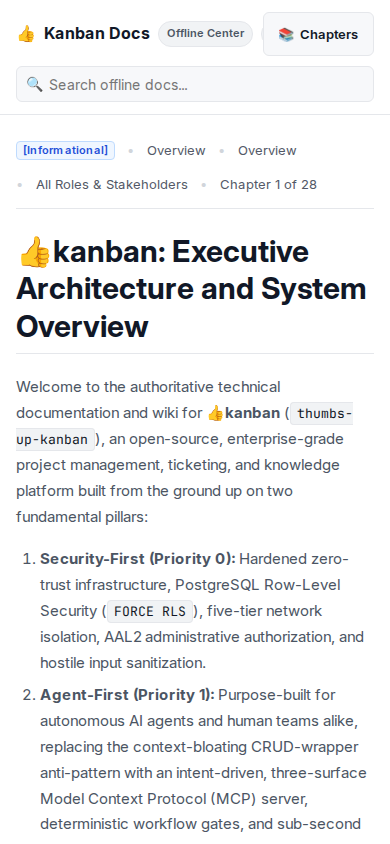 👍 Kanban Docs Offline Center 📚 Chapters
🔍 Search offline docs...
[Informational] • Overview • Overview
• All Roles & Stakeholders • Chapter 1 of 28
👍kanban: Executive
Architecture and System
Overview
Welcome to the authoritative technical
documentation and wiki for 👍kanban (thumbs-
up-kanban), an open-source, enterprise-grade
project management, ticketing, and knowledge
platform built from the ground up on two
fundamental pillars:
1. Security-First (Priority 0): Hardened zero-
trust infrastructure, PostgreSQL Row-Level
Security (FORCE RLS), five-tier network
isolation, AAL2 administrative authorization, and
hostile input sanitization.
2. Agent-First (Priority 1): Purpose-built for
autonomous AI agents and human teams alike,
replacing the context-bloating CRUD-wrapper
anti-pattern with an intent-driven, three-surface
Model Context Protocol (MCP) server,
deterministic workflow gates, and sub-second